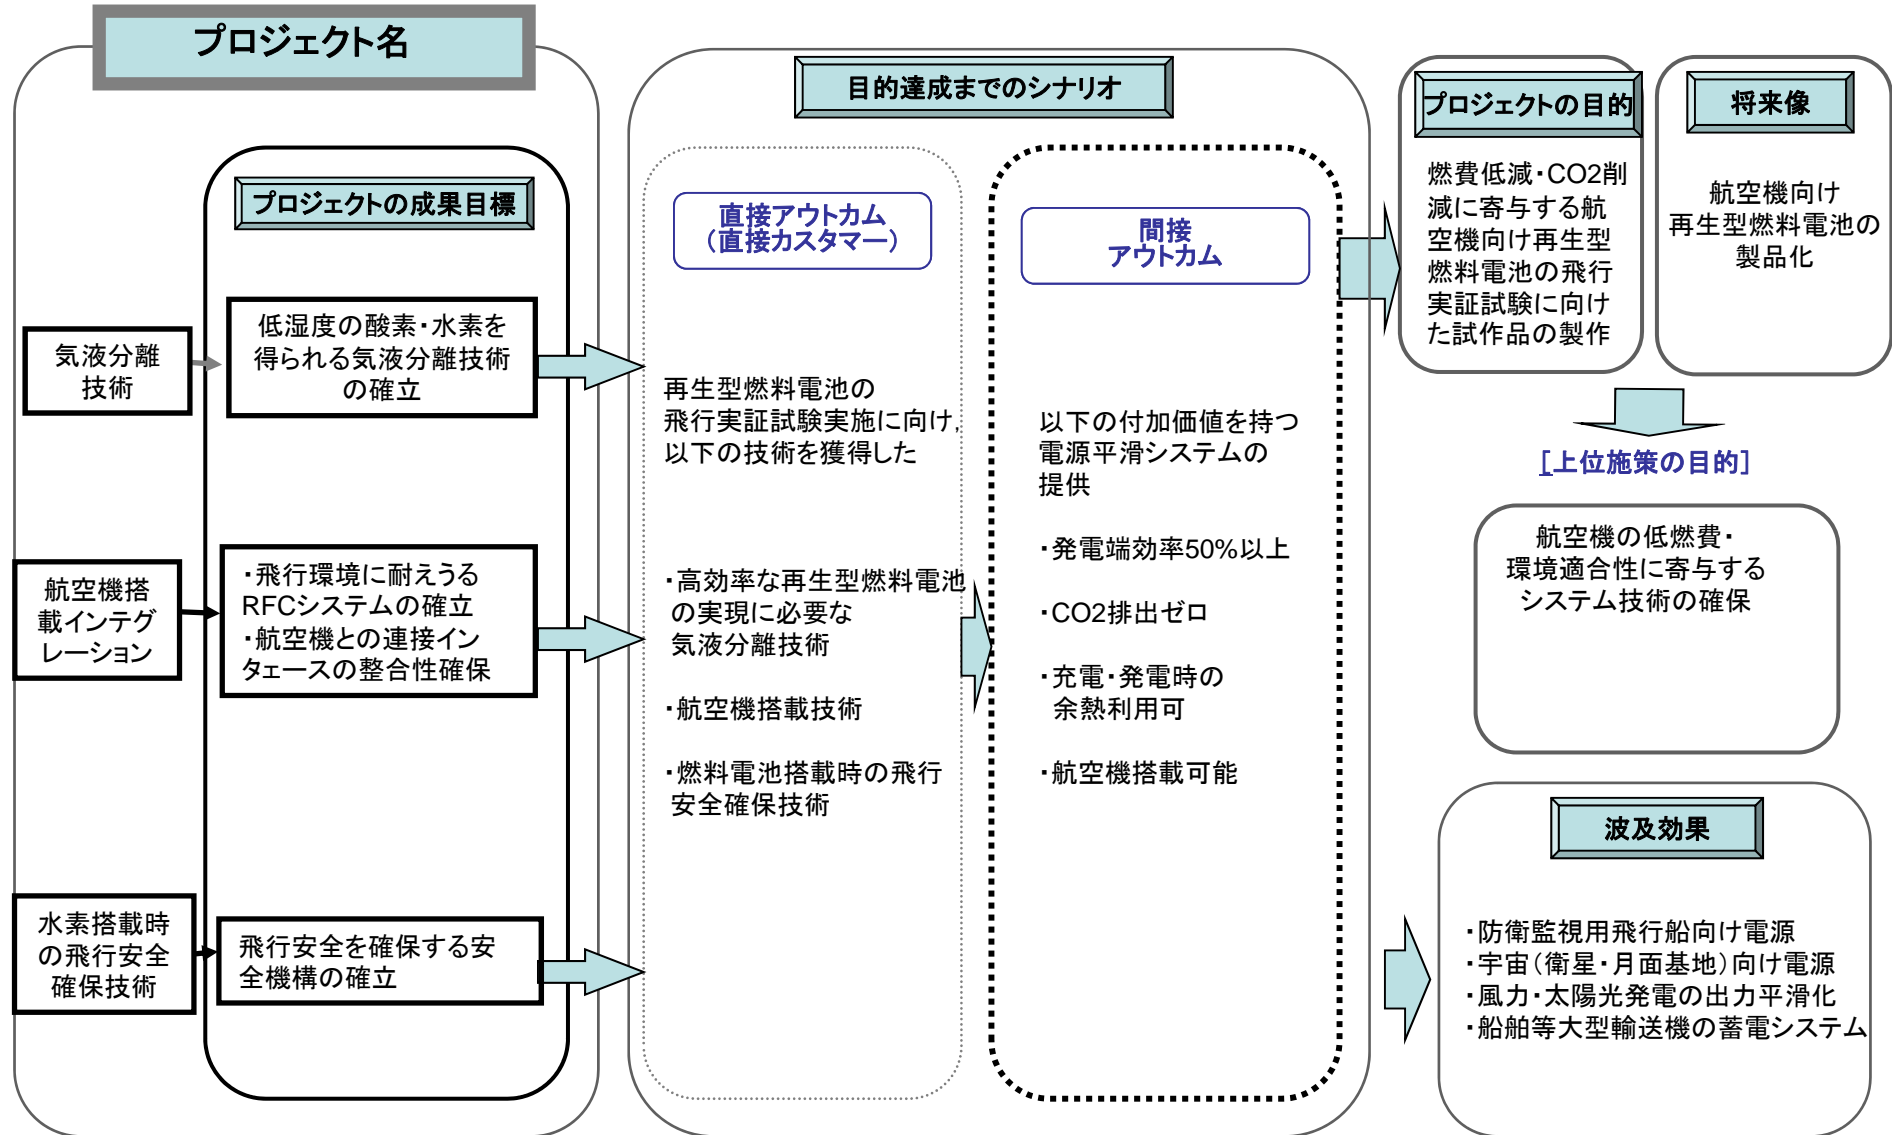 プロジェクト名
プロジェクトの成果目標
気液分離
技術
低湿度の酸素・水素を
得られる気液分離技術
の確立
航空機搭
載インテグ
レーション
・飛行環境に耐えうる
RFCシステムの確立
・航空機との連接イン
タェースの整合性確保
水素搭載時
の飛行安全
確保技術
飛行安全を確保する安
全機構の確立
目的達成までのシナリオ
直接アウトカム
（直接カスタマー）
再生型燃料電池の
飛行実証試験実施に向け，
以下の技術を獲得した
・高効率な再生型燃料電池
の実現に必要な
気液分離技術
・航空機搭載技術
・燃料電池搭載時の飛行
安全確保技術
間接
アウトカム
以下の付加価値を持つ
電源平滑システムの
提供
・発電端効率50%以上
・CO2排出ゼロ
・充電・発電時の
余熱利用可
・航空機搭載可能
プロジェクトの目的
燃費低減・CO2削
減に寄与する航
空機向け再生型
燃料電池の飛行
実証試験に向け
た試作品の製作
将来像
航空機向け
再生型燃料電池の
製品化
[上位施策の目的]
航空機の低燃費・
環境適合性に寄与する
システム技術の確保
波及効果
・防衛監視用飛行船向け電源
・宇宙（衛星・月面基地）向け電源
・風力・太陽光発電の出力平滑化
・船舶等大型輸送機の蓄電システム